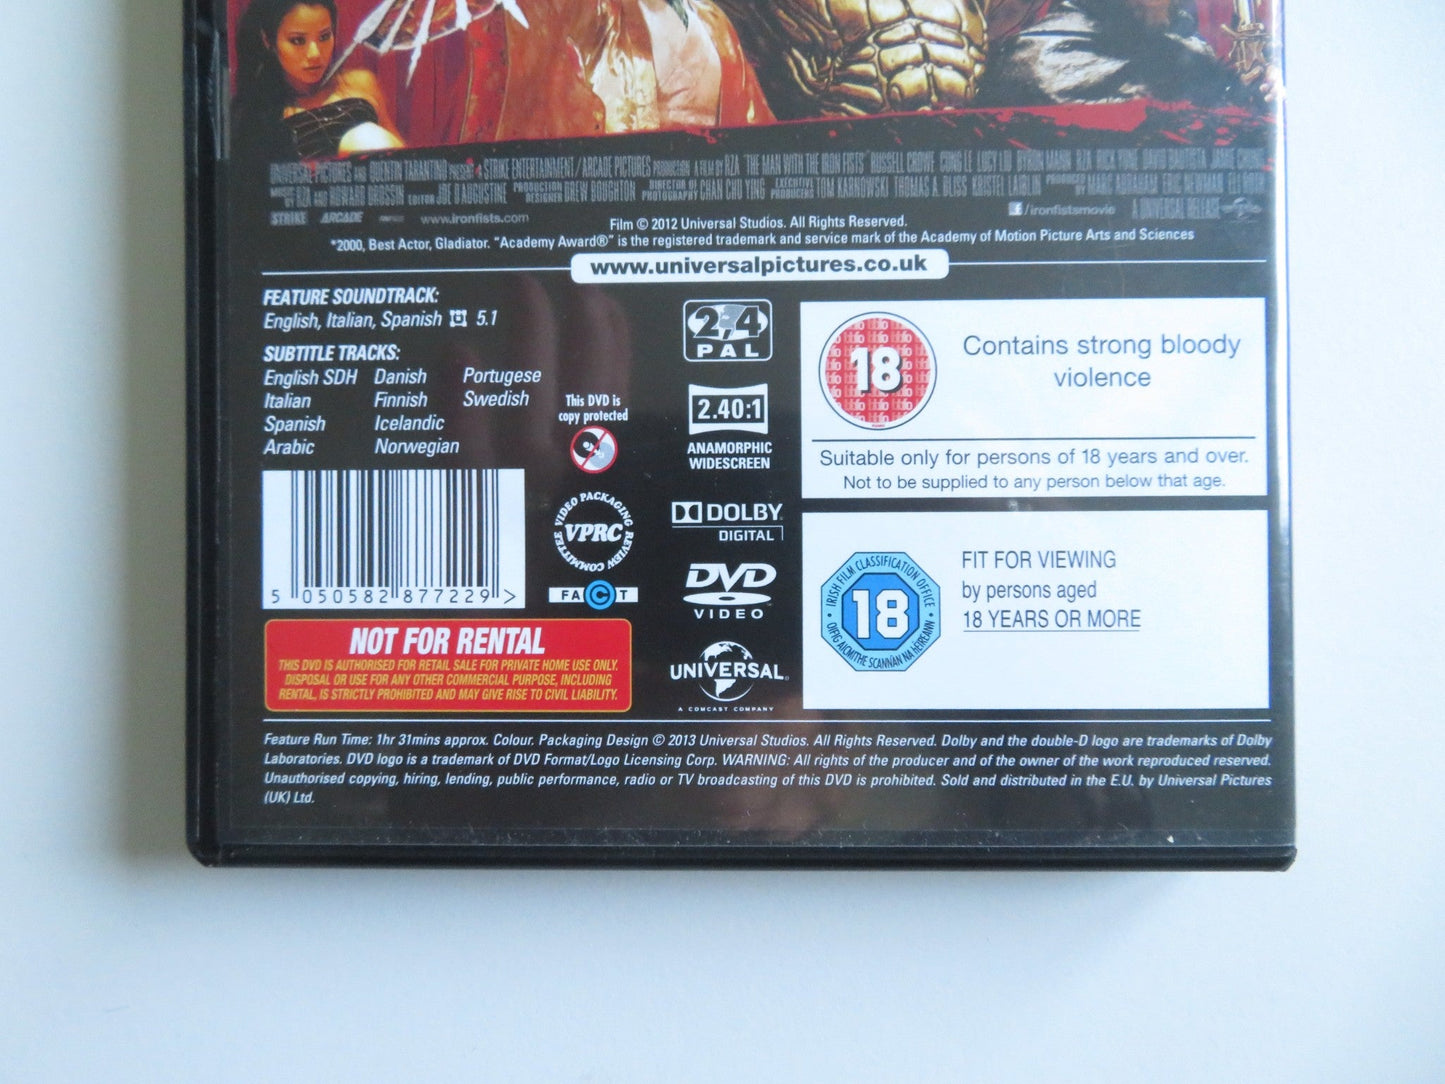 UNIVERSAL PICTURES AND QUENTIN TARANTINO PRESENT A STRIKE ENTERTAINMENT/ARCADE PICTURES PRODUCTION A FILM BY RZA "THE MAN WITH THE IRON FISTS" RUSSELL CROWE CUNG LE LUCY LIU BYRON MANN RZA RICK YUNE DAVID BAUTISTA JAMIE CHUNG
MUSIC BY RZA AND HOWARD DROSSIN EDITOR JOE D'AUGUSTINE PRODUCTION DESIGNER DREW BOUGHTON DIRECTOR OF PHOTOGRAPHY CHAN CHI YING EXECUTIVE PRODUCERS TOM KARNOWSKI THOMAS A. BLISS KRISTEL LAIBLIN PRODUCED BY MARC ABRAHAM ERIC NEWMAN ELI ROTH
STRIKE ARCADE www.ironfists.com f/ironfistsmovie A UNIVERSAL RELEASE
Film © 2012 Universal Studios. All Rights Reserved.
*2000, Best Actor, Gladiator. "Academy Award®" is the registered trademark and service mark of the Academy of Motion Picture Arts and Sciences
www.universalpictures.co.uk
FEATURE SOUNDTRACK:
English, Italian, Spanish 5.1
SUBTITLE TRACKS:
English SDH Danish Portugese
Italian Finnish Swedish
Spanish Icelandic
Arabic Norwegian
This DVD is
copy protected
VIDEO PACKAGING REVIEW COMMITTEE
VPRC
FACT
5 050582 877229 >
NOT FOR RENTAL
THIS DVD IS AUTHORISED FOR RETAIL SALE FOR PRIVATE HOME USE ONLY.
DISPOSAL OR USE FOR ANY OTHER COMMERCIAL PURPOSE, INCLUDING
RENTAL, IS STRICTLY PROHIBITED AND MAY GIVE RISE TO CIVIL LIABILITY.
2,4
PAL
2.40:1
ANAMORPHIC
WIDESCREEN
DOLBY
DIGITAL
DVD
VIDEO
UNIVERSAL
A COMCAST COMPANY
18
Contains strong bloody
violence
Suitable only for persons of 18 years and over.
Not to be supplied to any person below that age.
IRISH FILM CLASSIFICATION OFFICE
18
OIFIG AICMITHE SCANNÁN NA hÉIREANN
FIT FOR VIEWING
by persons aged
18 YEARS OR MORE
Feature Run Time: 1hr 31mins approx. Colour. Packaging Design © 2013 Universal Studios. All Rights Reserved. Dolby and the double-D logo are trademarks of Dolby
Laboratories. DVD logo is a trademark of DVD Format/Logo Licensing Corp. WARNING: All rights of the producer and of the owner of the work reproduced reserved.
Unauthorised copying, hiring, lending, public performance, radio or TV broadcasting of this DVD is prohibited. Sold and distributed in the E.U. by Universal Pictures
(UK) Ltd.